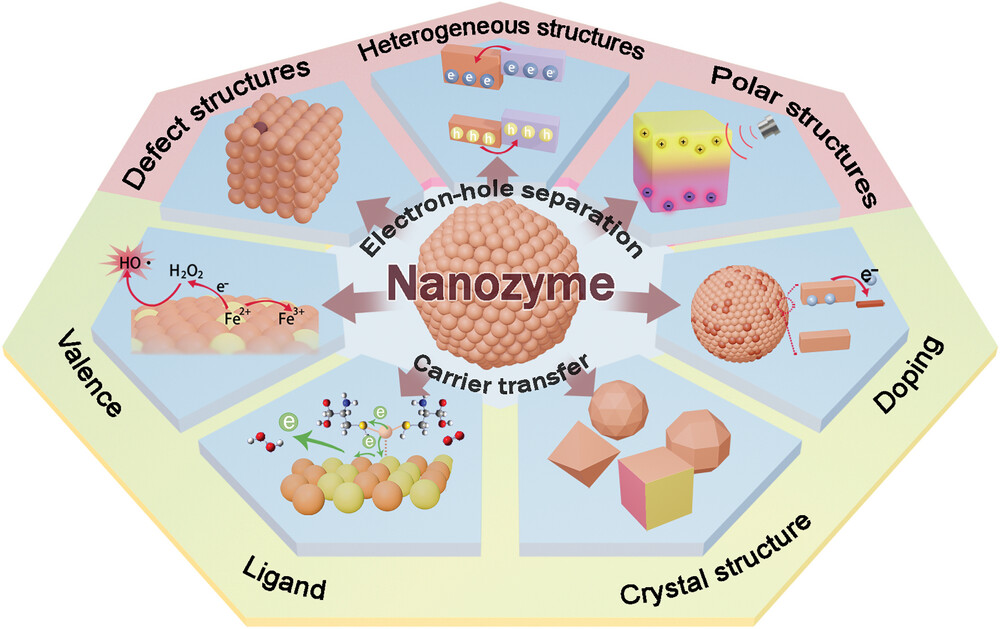 Heterogeneous structures
Defect structures
Polar structures
e e e e e e
h h h h h h
+ + + + +
- - - -
Electron-hole separation
Nanozyme
Carrier transfer
HO•
H₂O₂
e⁻
Fe²⁺
Fe³⁺
Valence
e⁻
Doping
e
e
e
Ligand
Crystal structure